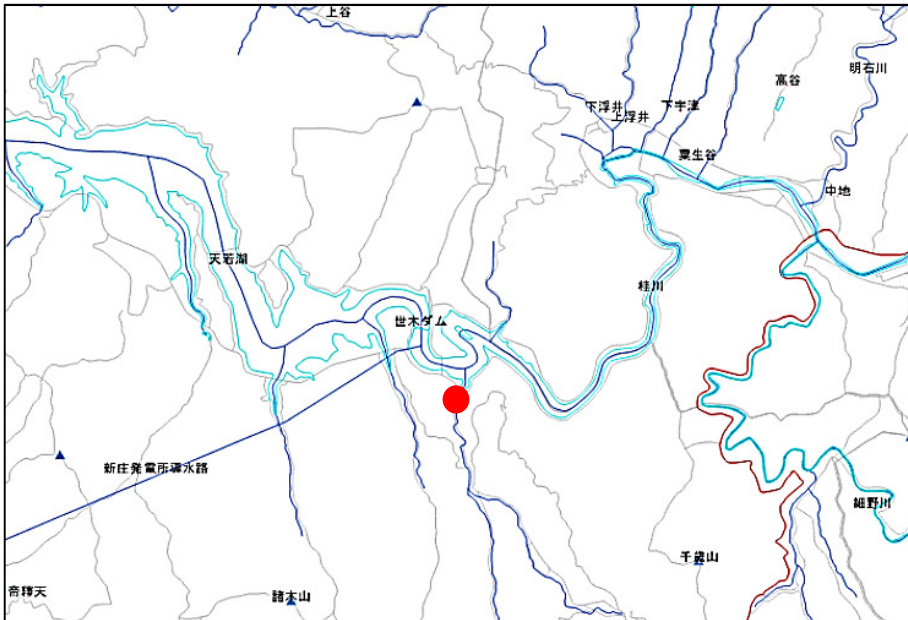 上谷
明石川
高谷
下浮井
下宇津
上浮井
粟生谷
中地
天若湖
桂川
世木ダム
新庄発電所導水路
細野川
千歳山
帝釋天
諸木山